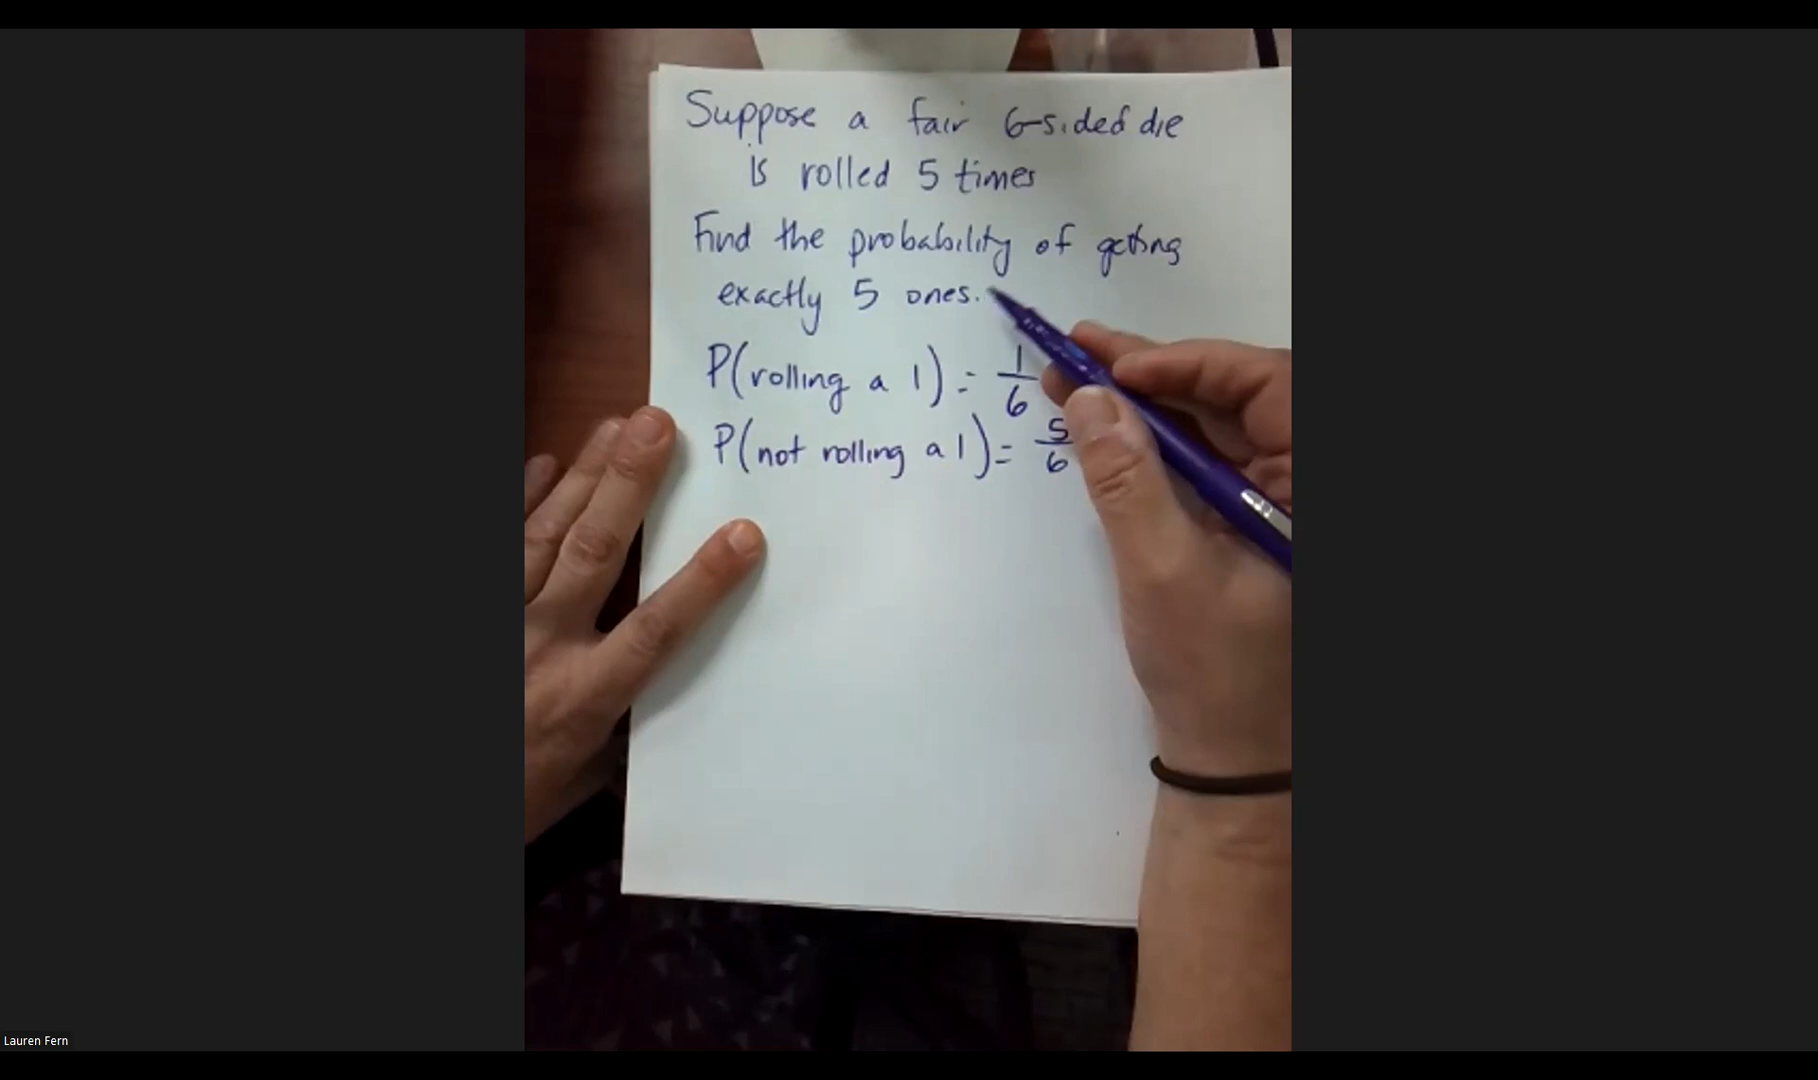 Suppose a fair 6-sided die
is rolled 5 times
Find the probability of getting
exactly 5 ones.
P(rolling a 1) = 1/6
P(not rolling a 1) = 5/6
Lauren Fern